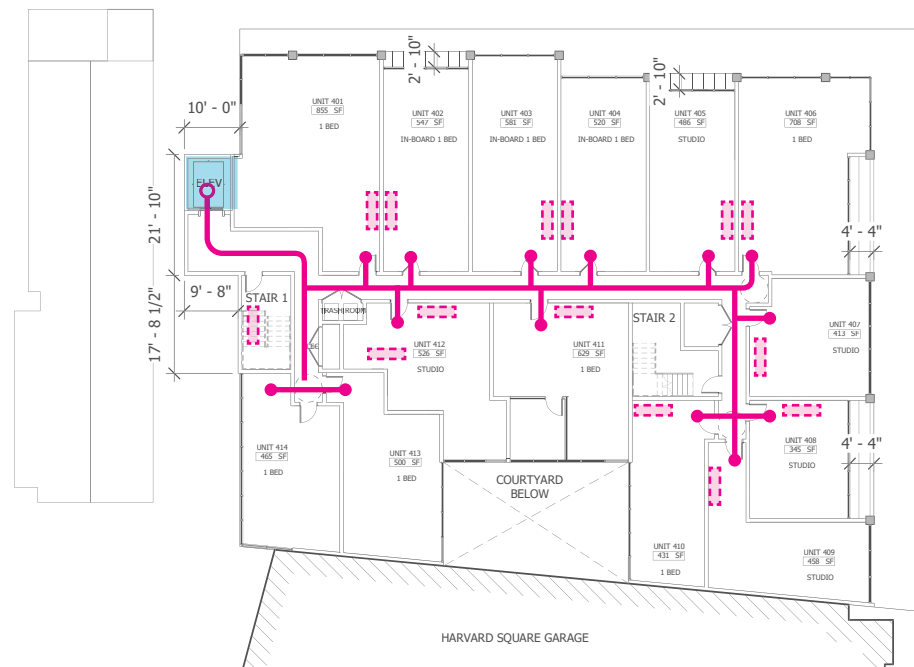 10' - 0"
2' - 10"
2' - 10"
UNIT 401
855 SF
1 BED
UNIT 402
547 SF
IN-BOARD 1 BED
UNIT 403
581 SF
IN-BOARD 1 BED
UNIT 404
520 SF
IN-BOARD 1 BED
UNIT 405
486 SF
STUDIO
UNIT 406
708 SF
1 BED
ELEV
21' - 10"
4' - 4"
9' - 8"
STAIR 1
TRASH ROOM
17' - 8 1/2"
STAIR 2
UNIT 407
413 SF
STUDIO
UNIT 412
526 SF
STUDIO
UNIT 411
629 SF
1 BED
UNIT 414
465 SF
1 BED
UNIT 413
500 SF
1 BED
COURTYARD
BELOW
UNIT 408
345 SF
STUDIO
4' - 4"
UNIT 410
431 SF
1 BED
UNIT 409
458 SF
STUDIO
HARVARD SQUARE GARAGE